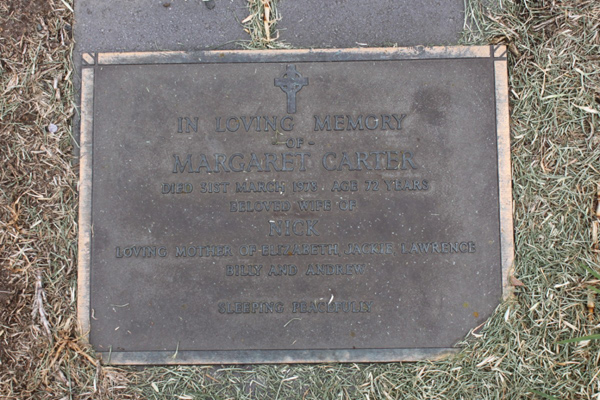 IN LOVING MEMORY
- OF -
MARGARET CARTER
DIED 31ST MARCH 1978 - AGE 77 YEARS
BELOVED WIFE OF
NICK
LOVING MOTHER OF ELIZABETH, JACKIE, LAWRENCE
BILLY AND ANDREW
SLEEPING PEACEFULLY